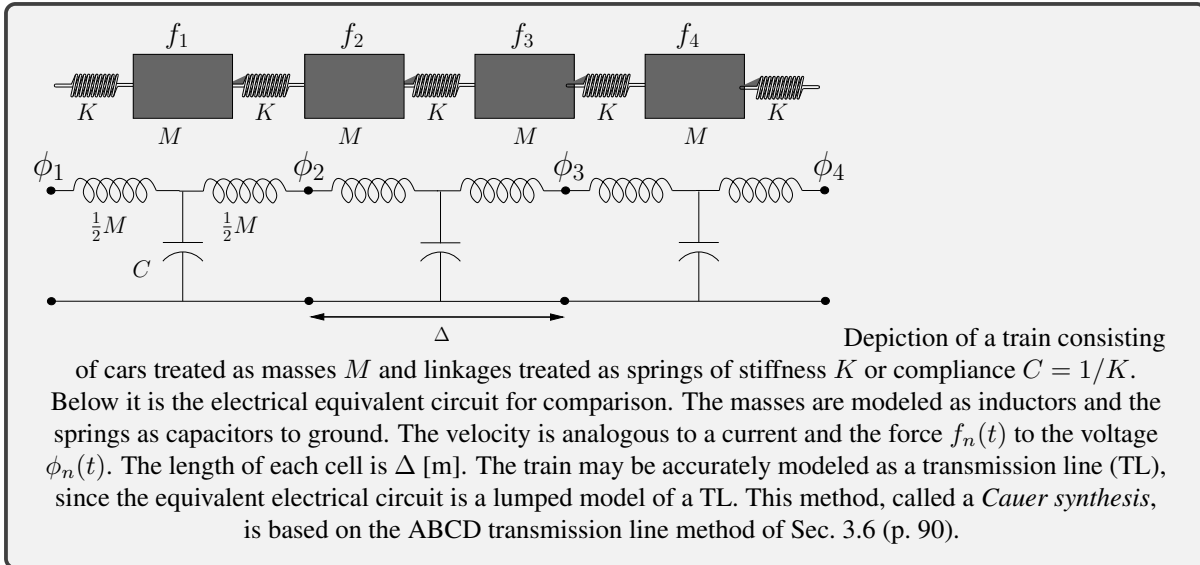 f₁ f₂ f₃ f₄
K K K K K
M M M M
ϕ₁ ϕ₂ ϕ₃ ϕ₄
½M ½M
C
Δ
Depiction of a train consisting
of cars treated as masses M and linkages treated as springs of stiffness K or compliance C = 1/K.
Below it is the electrical equivalent circuit for comparison. The masses are modeled as inductors and the
springs as capacitors to ground. The velocity is analogous to a current and the force fₙ(t) to the voltage
ϕₙ(t). The length of each cell is Δ [m]. The train may be accurately modeled as a transmission line (TL),
since the equivalent electrical circuit is a lumped model of a TL. This method, called a Cauer synthesis,
is based on the ABCD transmission line method of Sec. 3.6 (p. 90).